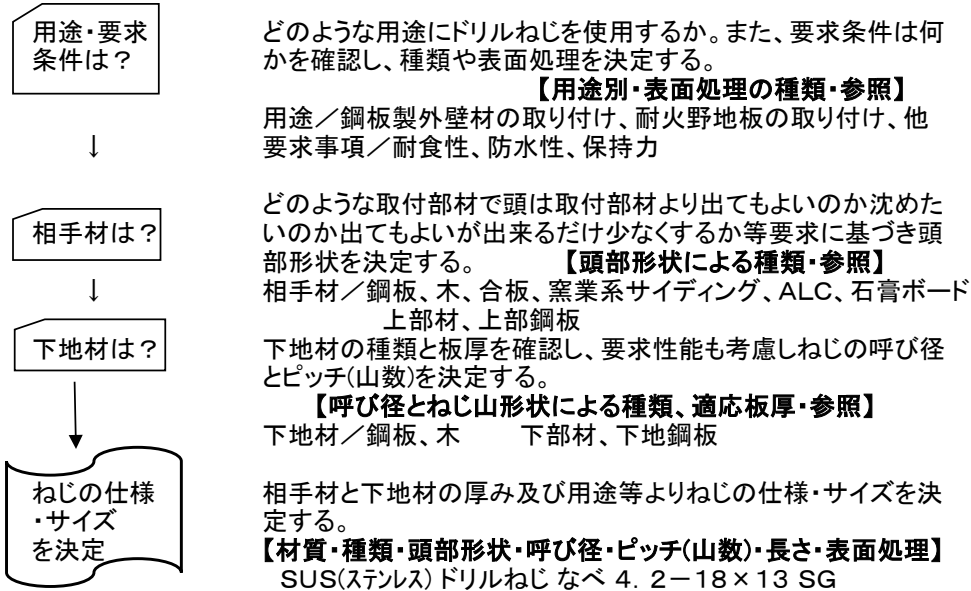 用途・要求
条件は？
どのような用途にドリルねじを使用するか。また、要求条件は何
かを確認し、種類や表面処理を決定する。
【用途別・表面処理の種類・参照】
用途／鋼板製外壁材の取り付け、耐火野地板の取り付け、他
↓
要求事項／耐食性、防水性、保持力
相手材は？
どのような取付部材で頭は取付部材より出てもよいのか沈めた
いのか出てもよいが出来るだけ少なくするか等要求に基づき頭
部形状を決定する。 【頭部形状による種類・参照】
↓
相手材／鋼板、木、合板、窯業系サイディング、ALC、石膏ボード
上部材、上部鋼板
下地材は？
下地材の種類と板厚を確認し、要求性能も考慮しねじの呼び径
とピッチ(山数)を決定する。
【呼び径とねじ山形状による種類、適応板厚・参照】
下地材／鋼板、木 下部材、下地鋼板
ねじの仕様
・サイズ
を決定
相手材と下地材の厚み及び用途等よりねじの仕様・サイズを決
定する。
【材質・種類・頭部形状・呼び径・ピッチ(山数)・長さ・表面処理】
SUS(ステンレス) ドリルねじ なべ ４．２－１８×１３ SG